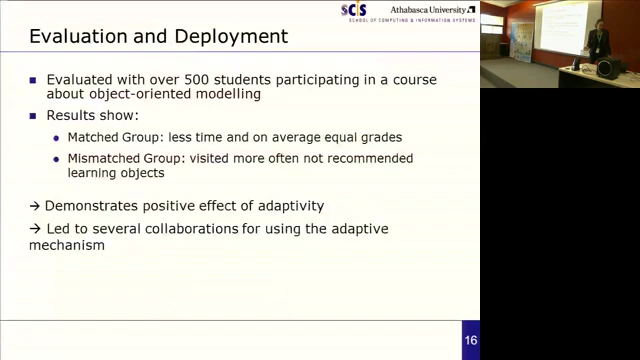 SCIS
SCHOOL OF COMPUTING & INFORMATION SYSTEMS
Athabasca University
Evaluation and Deployment
Evaluated with over 500 students participating in a course
about object-oriented modelling
Results show:
Matched Group: less time and on average equal grades
Mismatched Group: visited more often not recommended
learning objects
→ Demonstrates positive effect of adaptivity
→ Led to several collaborations for using the adaptive
mechanism
16